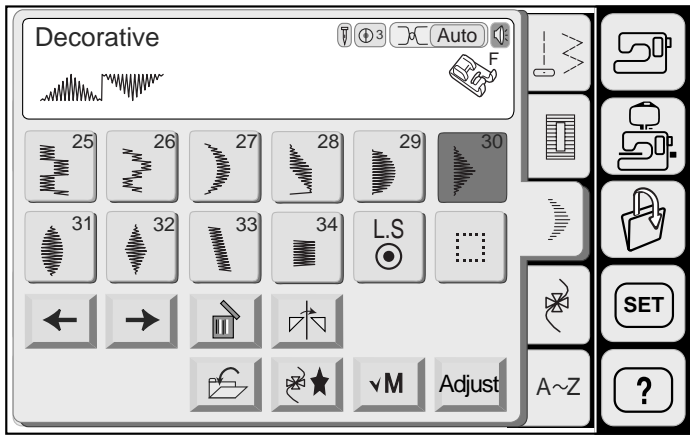 Decorative
3 Auto
F
25 26 27 28 29 30
31 32 33 34 L.S
SET
M Adjust A~Z ?